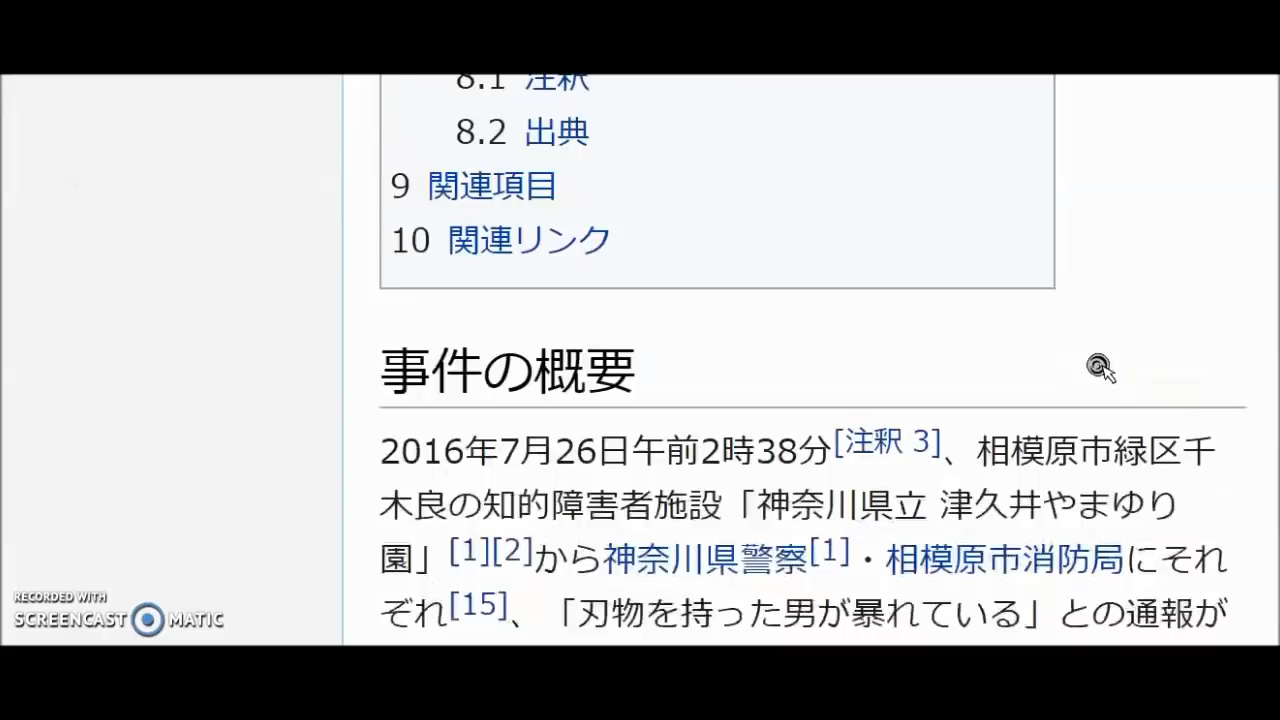 8.1 注釈
8.2 出典
9 関連項目
10 関連リンク
事件の概要
2016年7月26日午前2時38分[注釈 3]、相模原市緑区千
木良の知的障害者施設「神奈川県立 津久井やまゆり
園」[1][2]から神奈川県警察[1]・相模原市消防局にそれ
ぞれ[15]、「刃物を持った男が暴れている」との通報が
RECORDED WITH
SCREENCAST MATIC